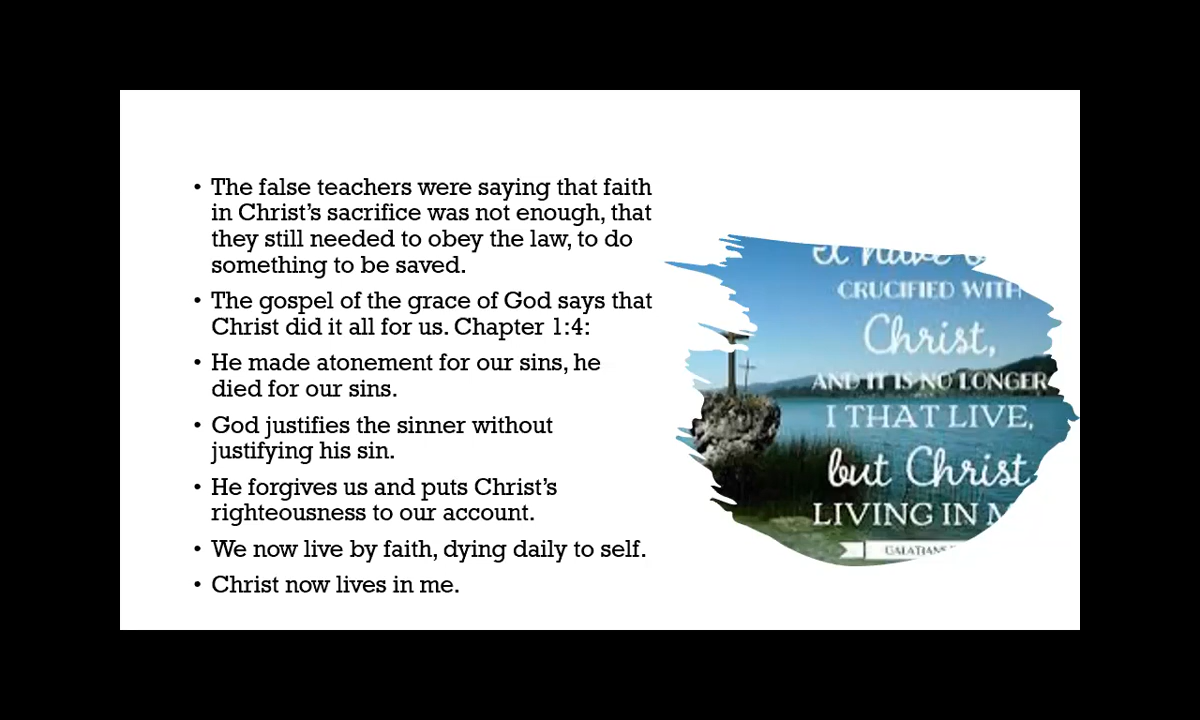 • The false teachers were saying that faith
in Christ's sacrifice was not enough, that
they still needed to obey the law, to do
something to be saved.
• The gospel of the grace of God says that
Christ did it all for us. Chapter 1:4:
• He made atonement for our sins, he
died for our sins.
• God justifies the sinner without
justifying his sin.
• He forgives us and puts Christ's
righteousness to our account.
• We now live by faith, dying daily to self.
• Christ now lives in me.
I have
CRUCIFIED WITH
Christ,
AND IT IS NO LONGER
I THAT LIVE,
but Christ
LIVING IN
GALATIANS